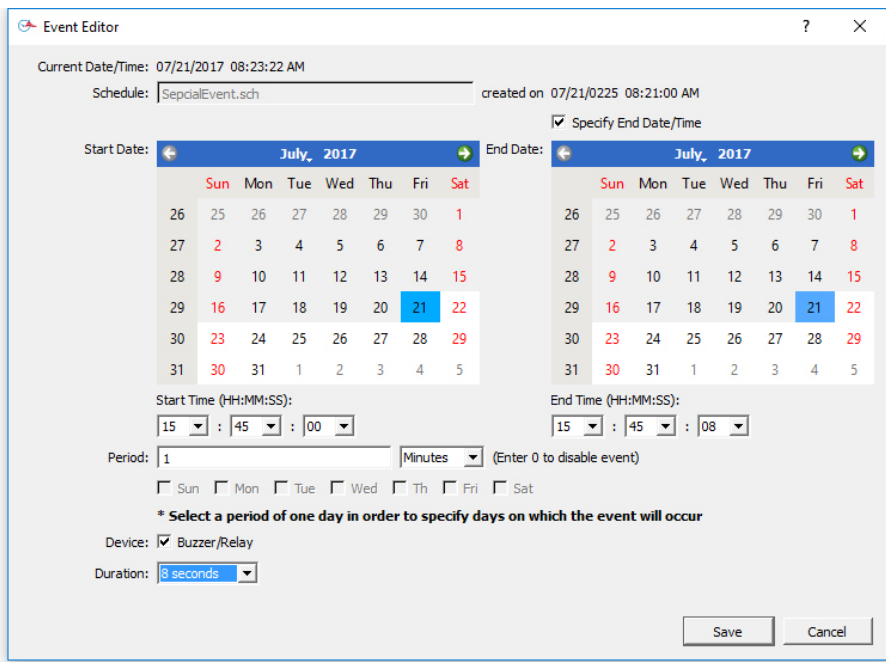 Event Editor ? ×
Current Date/Time: 07/21/2017 08:23:22 AM
Schedule: SepcialEvent.sch created on 07/21/0225 08:21:00 AM
Specify End Date/Time
Start Date: July, 2017 End Date: July, 2017
Sun Mon Tue Wed Thu Fri Sat Sun Mon Tue Wed Thu Fri Sat
26 25 26 27 28 29 30 1 26 25 26 27 28 29 30 1
27 2 3 4 5 6 7 8 27 2 3 4 5 6 7 8
28 9 10 11 12 13 14 15 28 9 10 11 12 13 14 15
29 16 17 18 19 20 21 22 29 16 17 18 19 20 21 22
30 23 24 25 26 27 28 29 30 23 24 25 26 27 28 29
31 30 31 1 2 3 4 5 31 30 31 1 2 3 4 5
Start Time (HH:MM:SS): End Time (HH:MM:SS):
15 : 45 : 00 15 : 45 : 08
Period: 1 Minutes (Enter 0 to disable event)
Sun Mon Tue Wed Th Fri Sat
* Select a period of one day in order to specify days on which the event will occur
Device: Buzzer/Relay
Duration: 8 seconds
Save Cancel